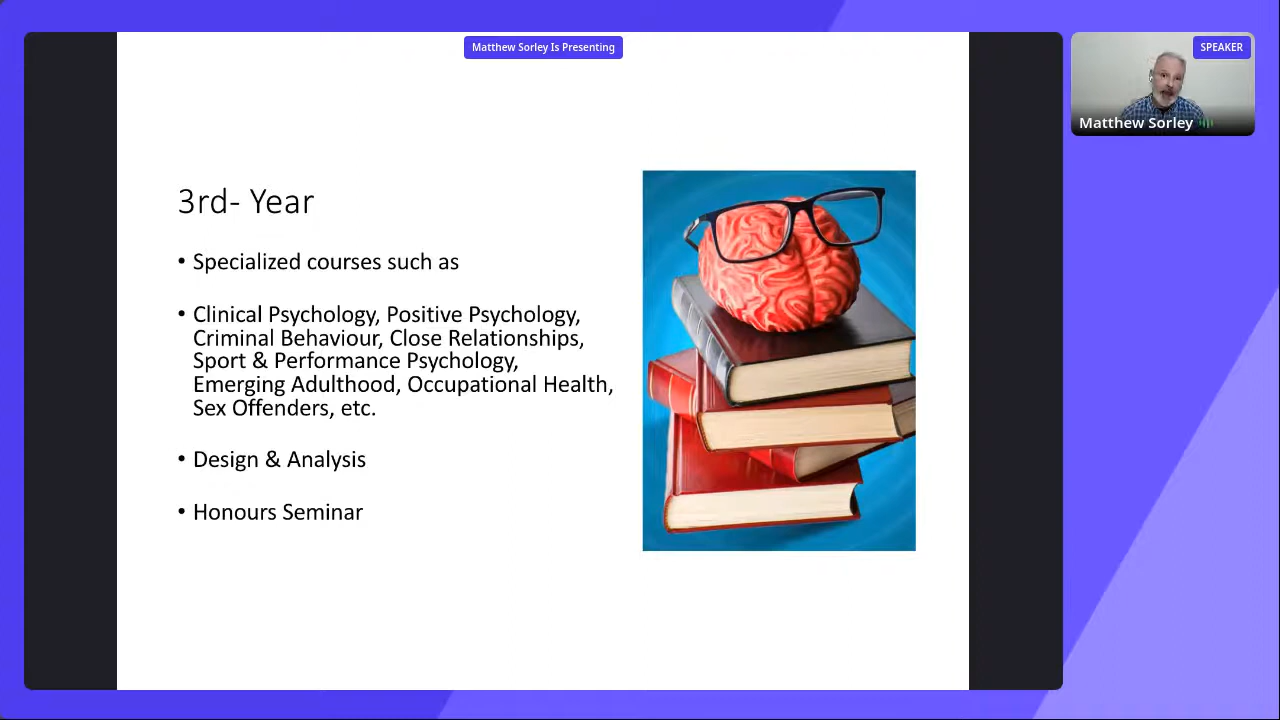 Matthew Sorley Is Presenting
SPEAKER
Matthew Sorley
3rd- Year
• Specialized courses such as
• Clinical Psychology, Positive Psychology,
Criminal Behaviour, Close Relationships,
Sport & Performance Psychology,
Emerging Adulthood, Occupational Health,
Sex Offenders, etc.
• Design & Analysis
• Honours Seminar